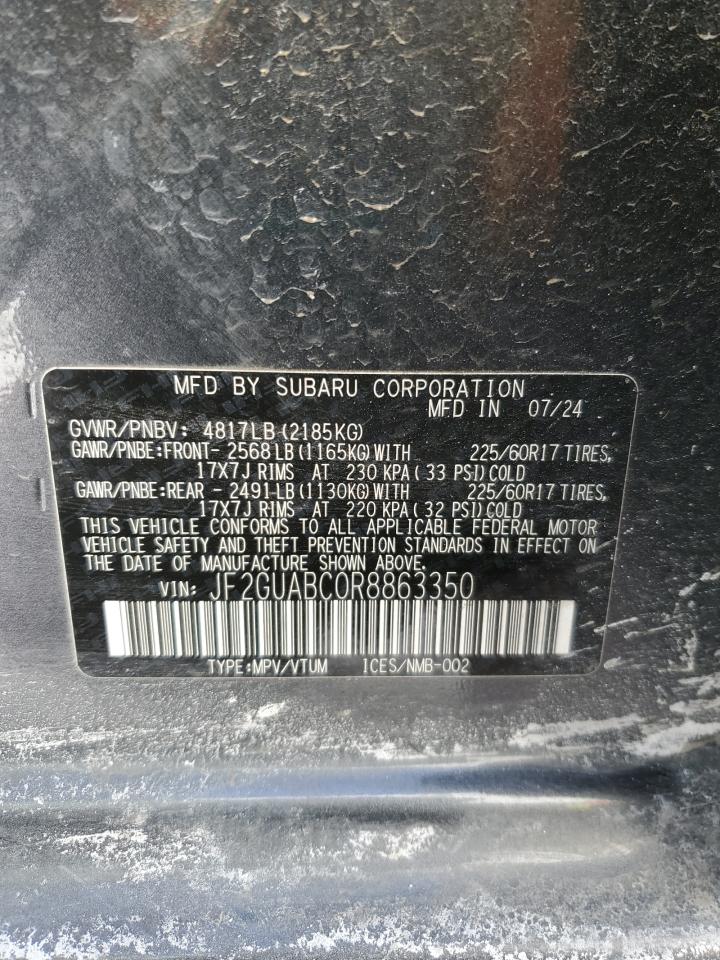 MFD BY SUBARU CORPORATION
MFD IN 07/24
GVWR/PNBV: 4817LB(2185KG)
GAWR/PNBE:FRONT- 2568LB(1165KG)WITH 225/60R17 TIRES,
17X7J RIMS AT 230 KPA(33 PSI)COLD
GAWR/PNBE:REAR - 2491LB(1130KG)WITH 225/60R17 TIRES,
17X7J RIMS AT 220 KPA(32 PSI)COLD
THIS VEHICLE CONFORMS TO ALL APPLICABLE FEDERAL MOTOR
VEHICLE SAFETY AND THEFT PREVENTION STANDARDS IN EFFECT ON
THE DATE OF MANUFACTURE SHOWN ABOVE.
VIN: JF2GUABC0R8863350
TYPE:MPV/VTUM ICES/NMB-002